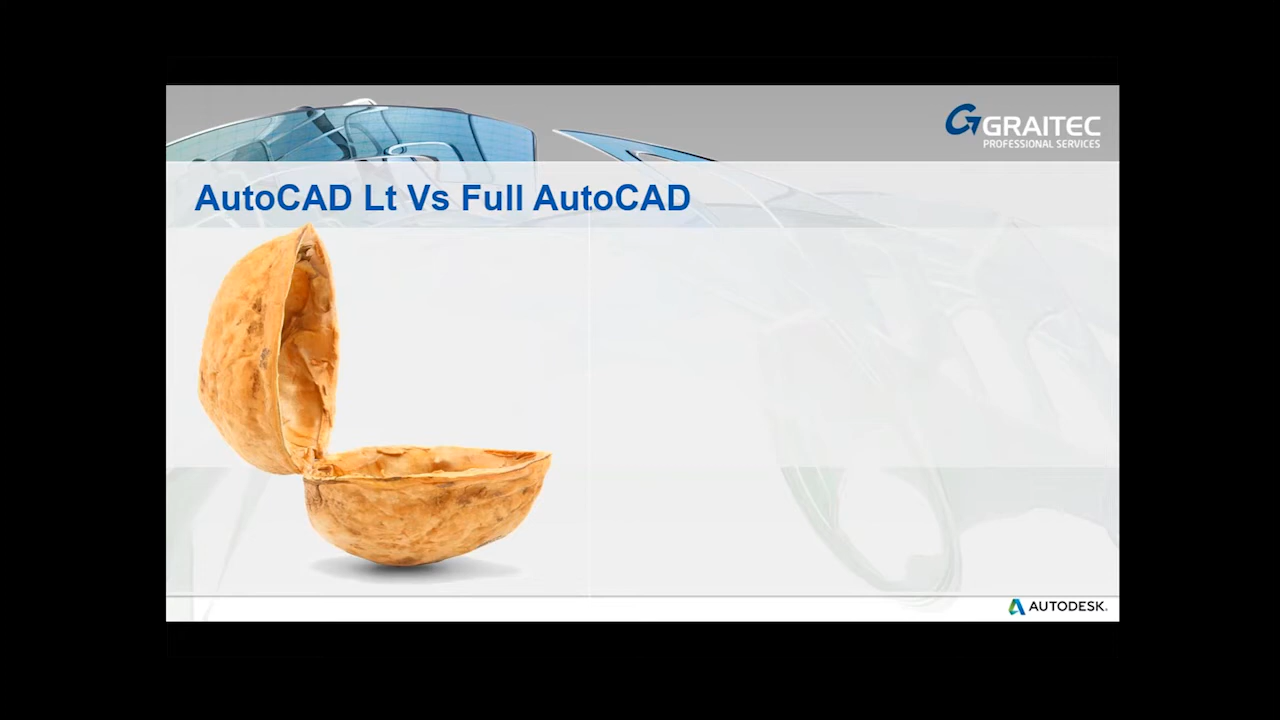 GRAITEC
PROFESSIONAL SERVICES
AutoCAD Lt Vs Full AutoCAD
AUTODESK.